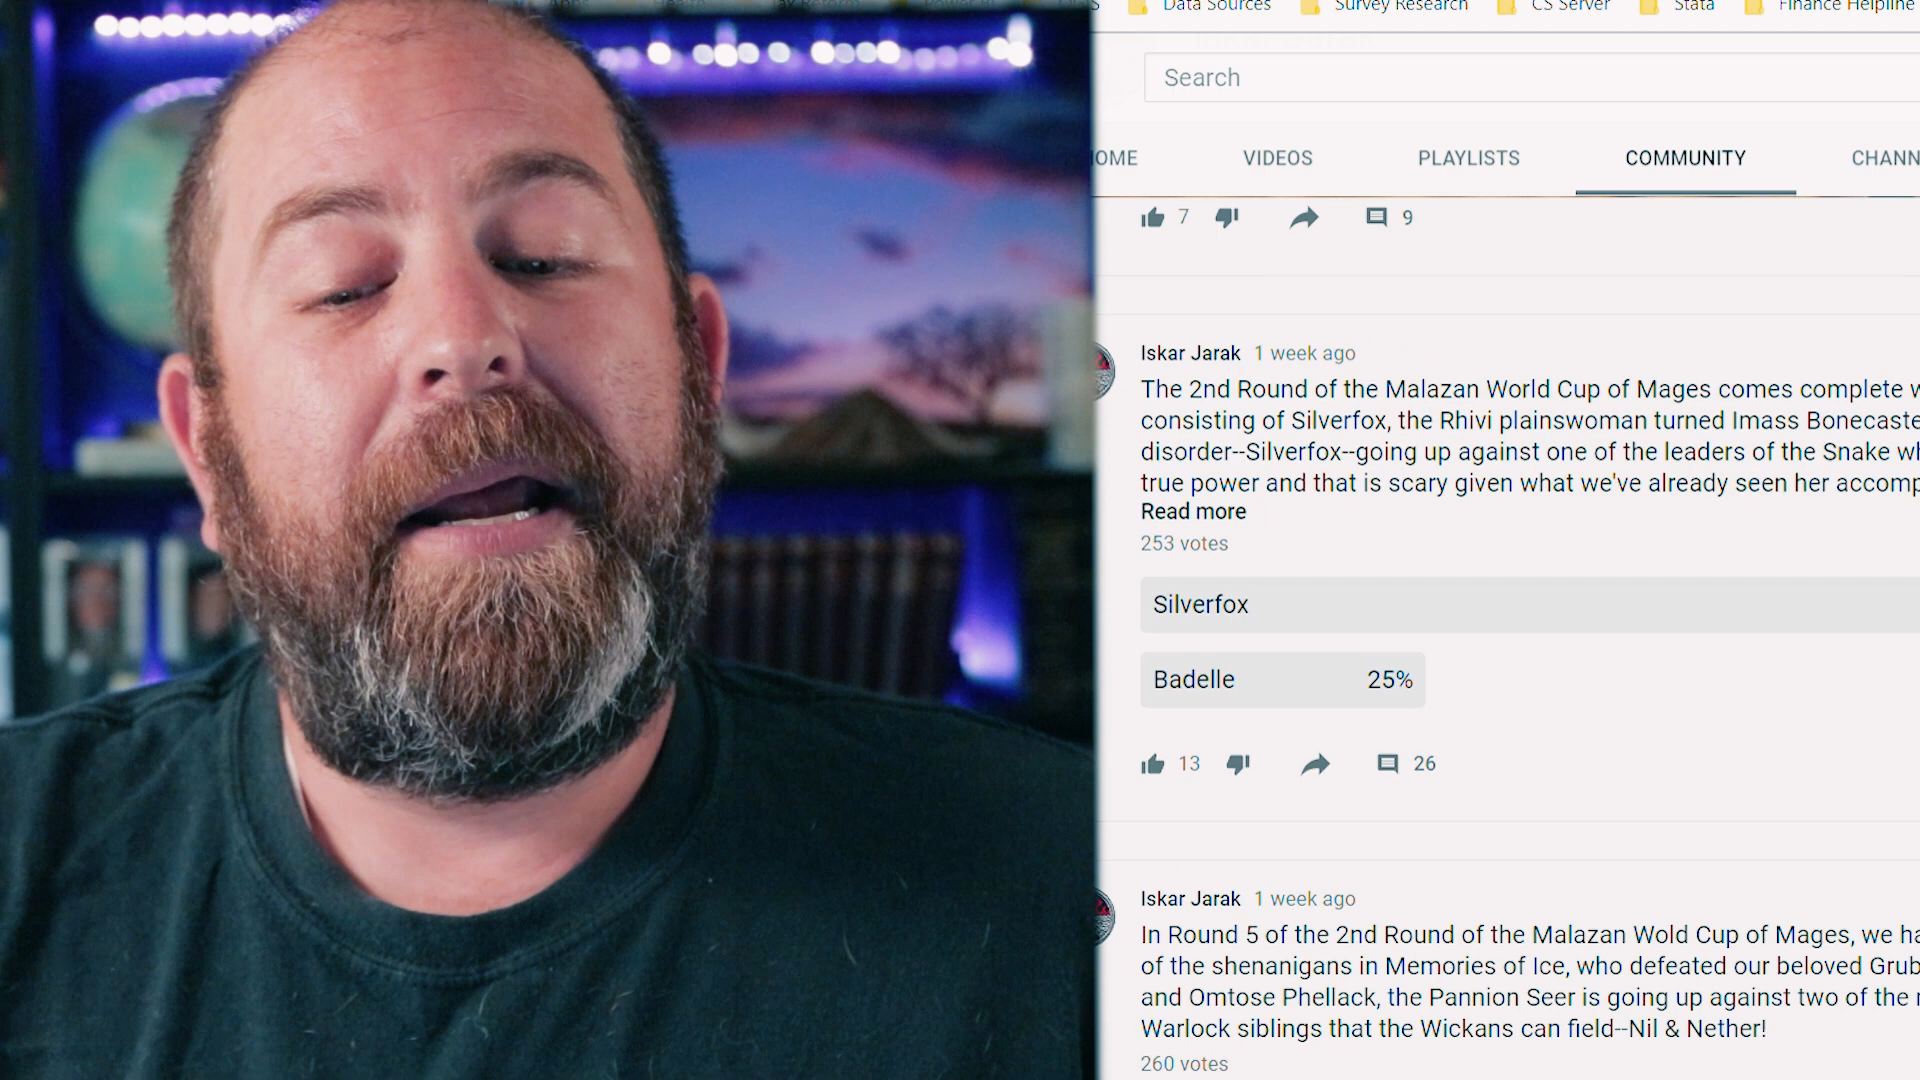 Data Sources
Survey Research
CS Server
Stata
Finance Helpline
Search
OME
VIDEOS
PLAYLISTS
COMMUNITY
CHANN
7
9
Iskar Jarak 1 week ago
The 2nd Round of the Malazan World Cup of Mages comes complete w
consisting of Silverfox, the Rhivi plainswoman turned Imass Bonecaste
disorder--Silverfox--going up against one of the leaders of the Snake wh
true power and that is scary given what we've already seen her accomp
Read more
253 votes
Silverfox
Badelle 25%
13
26
Iskar Jarak 1 week ago
In Round 5 of the 2nd Round of the Malazan Wold Cup of Mages, we ha
of the shenanigans in Memories of Ice, who defeated our beloved Grub
and Omtose Phellack, the Pannion Seer is going up against two of the
Warlock siblings that the Wickans can field--Nil & Nether!
260 votes